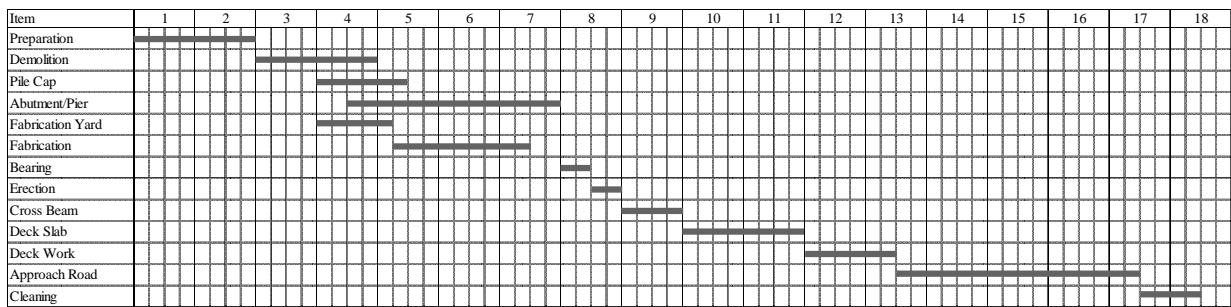 Item 1 2 3 4 5 6 7 8 9 10 11 12 13 14 15 16 17 18
Preparation
Demolition
Pile Cap
Abutment/Pier
Fabrication Yard
Fabrication
Bearing
Erection
Cross Beam
Deck Slab
Deck Work
Approach Road
Cleaning